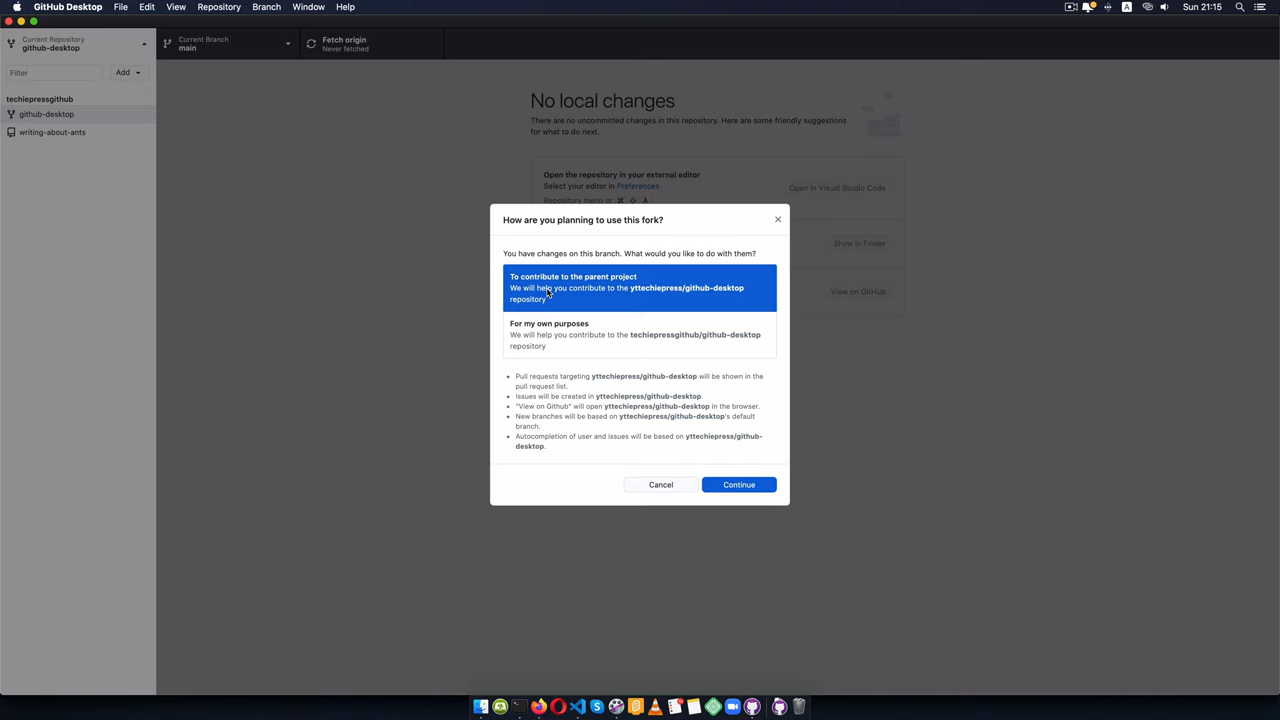 GitHub Desktop File Edit View Repository Branch Window Help
A Sun 21:15
Current Repository
github-desktop
Current Branch
main
Fetch origin
Never fetched
Filter
Add
techiepressgithub
github-desktop
writing-about-ants
No local changes
There are no uncommitted changes in this repository. Here are some friendly suggestions
for what to do next.
Open the repository in your external editor
Select your editor in Preferences
Repository menu or ⌘ ⇧ A
Open in Visual Studio Code
Show in Finder
View on GitHub
How are you planning to use this fork?
You have changes on this branch. What would you like to do with them?
To contribute to the parent project
We will help you contribute to the yttechiepress/github-desktop
repository
For my own purposes
We will help you contribute to the techiepressgithub/github-desktop
repository
• Pull requests targeting yttechiepress/github-desktop will be shown in the
pull request list.
• Issues will be created in yttechiepress/github-desktop.
• "View on Github" will open yttechiepress/github-desktop in the browser.
• New branches will be based on yttechiepress/github-desktop's default
branch.
• Autocompletion of user and issues will be based on yttechiepress/github-
desktop.
Cancel
Continue